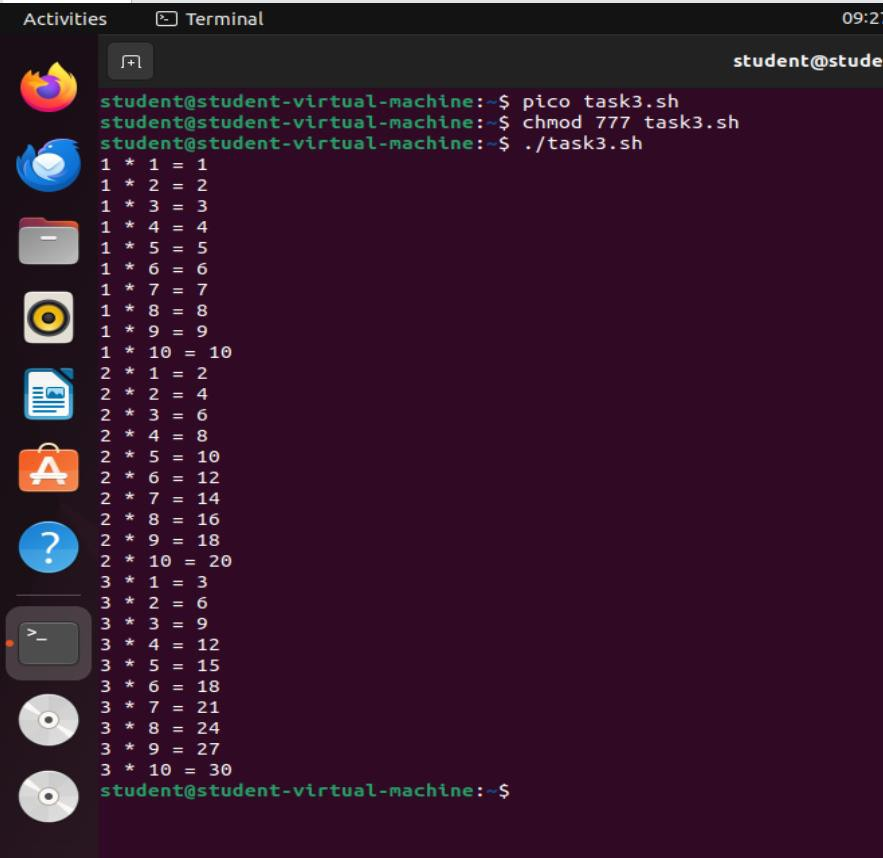 Activities
Terminal
09:27
student@stude
student@student-virtual-machine:~$ pico task3.sh
student@student-virtual-machine:~$ chmod 777 task3.sh
student@student-virtual-machine:~$ ./task3.sh
1 * 1 = 1
1 * 2 = 2
1 * 3 = 3
1 * 4 = 4
1 * 5 = 5
1 * 6 = 6
1 * 7 = 7
1 * 8 = 8
1 * 9 = 9
1 * 10 = 10
2 * 1 = 2
2 * 2 = 4
2 * 3 = 6
2 * 4 = 8
2 * 5 = 10
2 * 6 = 12
2 * 7 = 14
2 * 8 = 16
2 * 9 = 18
2 * 10 = 20
3 * 1 = 3
3 * 2 = 6
3 * 3 = 9
3 * 4 = 12
3 * 5 = 15
3 * 6 = 18
3 * 7 = 21
3 * 8 = 24
3 * 9 = 27
3 * 10 = 30
student@student-virtual-machine:~$